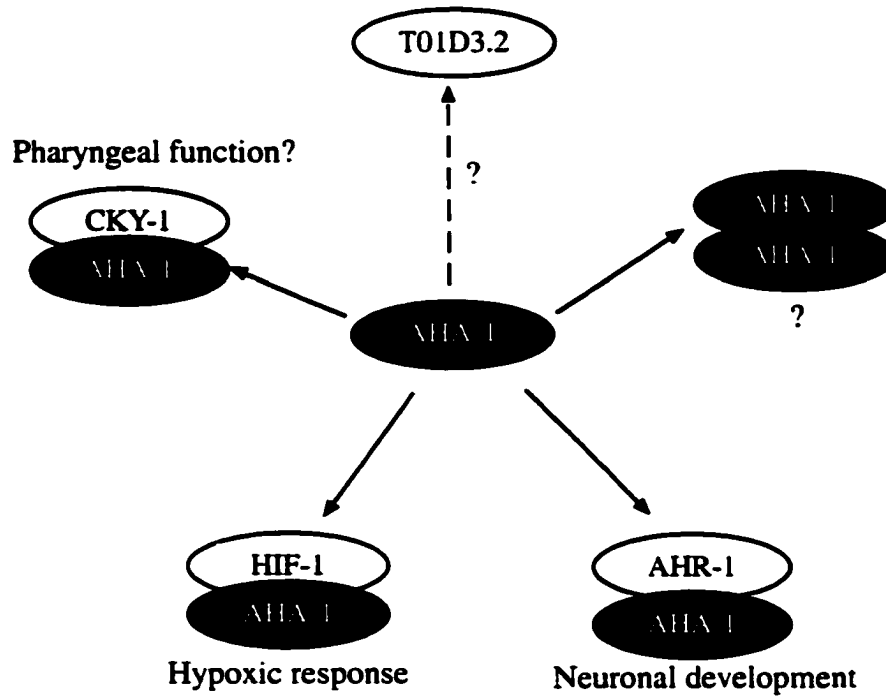 T01D3.2
Pharyngeal function?
?
CKY-1
AHA-1
AHA-1
AHA-1
?
AHA-1
HIF-1
AHA-1
Hypoxic response
AHR-1
AHA-1
Neuronal development